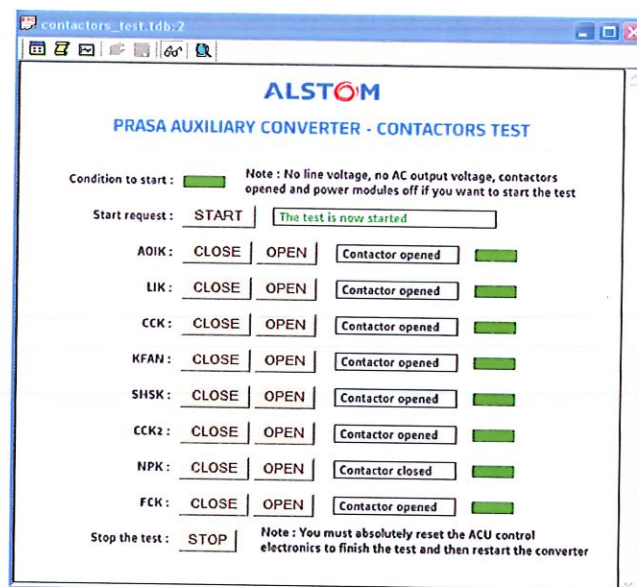 contactors_test.tdb:2
ALSTOM
PRASA AUXILIARY CONVERTER - CONTACTORS TEST
Condition to start :
Note : No line voltage, no AC output voltage, contactors
opened and power modules off if you want to start the test
Start request : START The test is now started
AOIK : CLOSE OPEN Contactor opened
LIK : CLOSE OPEN Contactor opened
CCK : CLOSE OPEN Contactor opened
KFAN : CLOSE OPEN Contactor opened
SHSK : CLOSE OPEN Contactor opened
CCK2 : CLOSE OPEN Contactor opened
NPK : CLOSE OPEN Contactor closed
FCK : CLOSE OPEN Contactor opened
Stop the test : STOP
Note : You must absolutely reset the ACU control
electronics to finish the test and then restart the converter